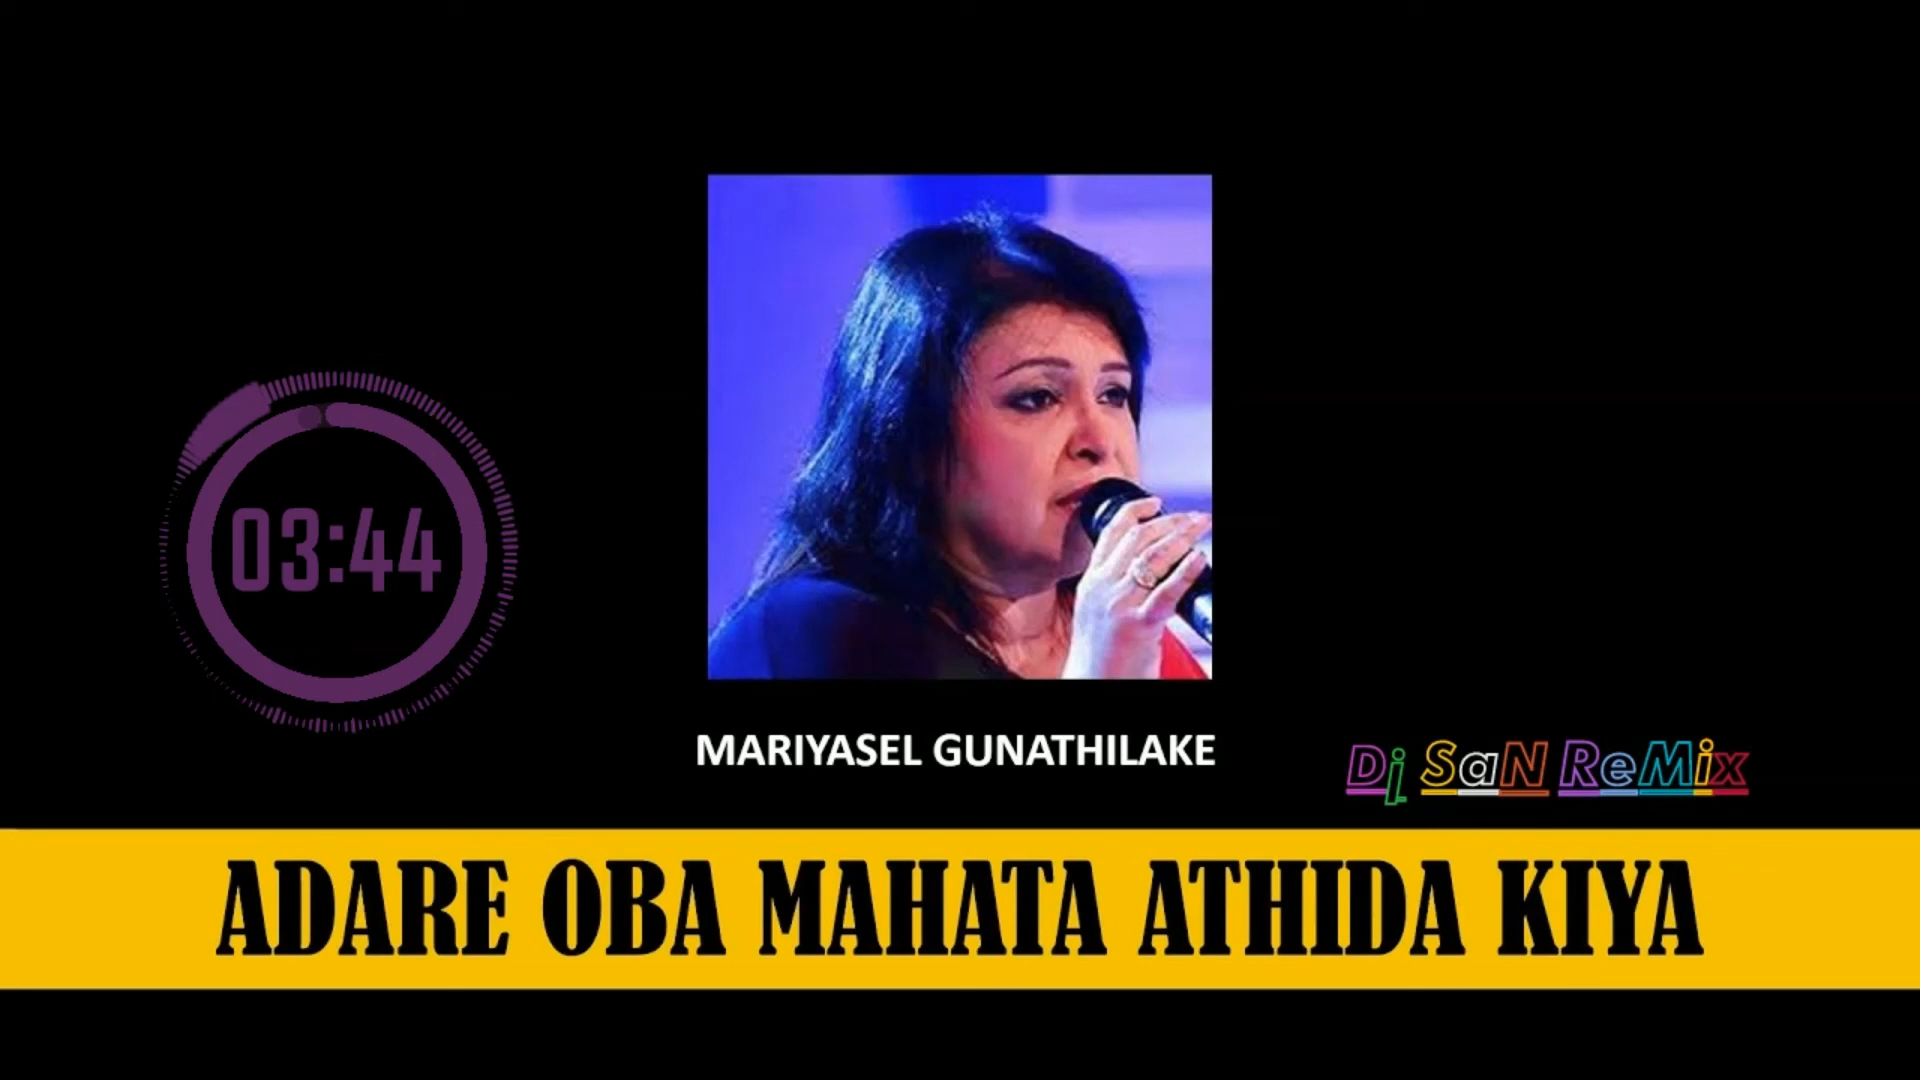 03:44
MARIYASEL GUNATHILAKE
Dj SaN ReMix
ADARE OBA MAHATA ATHIDA KIYA